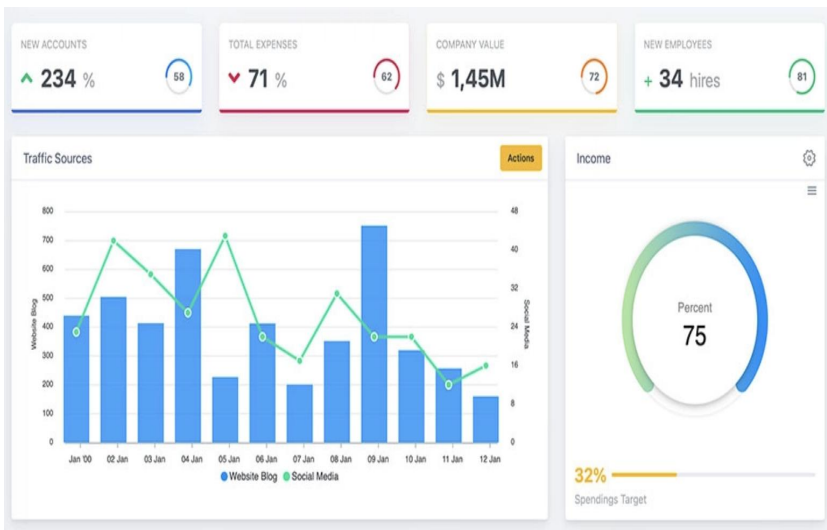 NEW ACCOUNTS
234 %
58
TOTAL EXPENSES
71 %
62
COMPANY VALUE
$ 1,45M
72
NEW EMPLOYEES
+ 34 hires
81
Traffic Sources
Actions
800
700
600
500
400
300
200
100
0
Website Blog
48
40
32
24
16
8
0
Social Media
Jan '00 02 Jan 03 Jan 04 Jan 05 Jan 06 Jan 07 Jan 08 Jan 09 Jan 10 Jan 11 Jan 12 Jan
Website Blog Social Media
Income
Percent
75
32%
Spendings Target